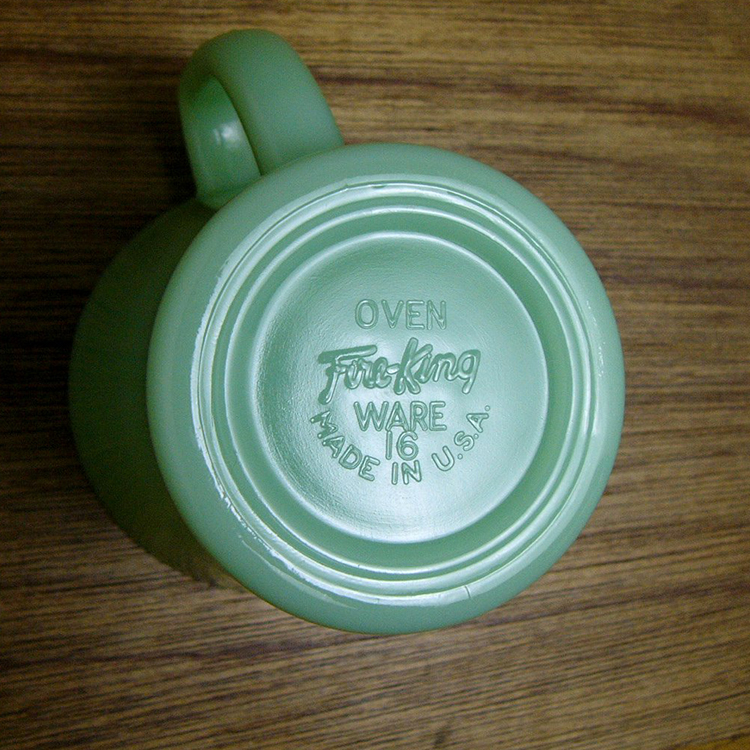 OVEN
Fire-King
WARE
16
MADE IN U.S.A.